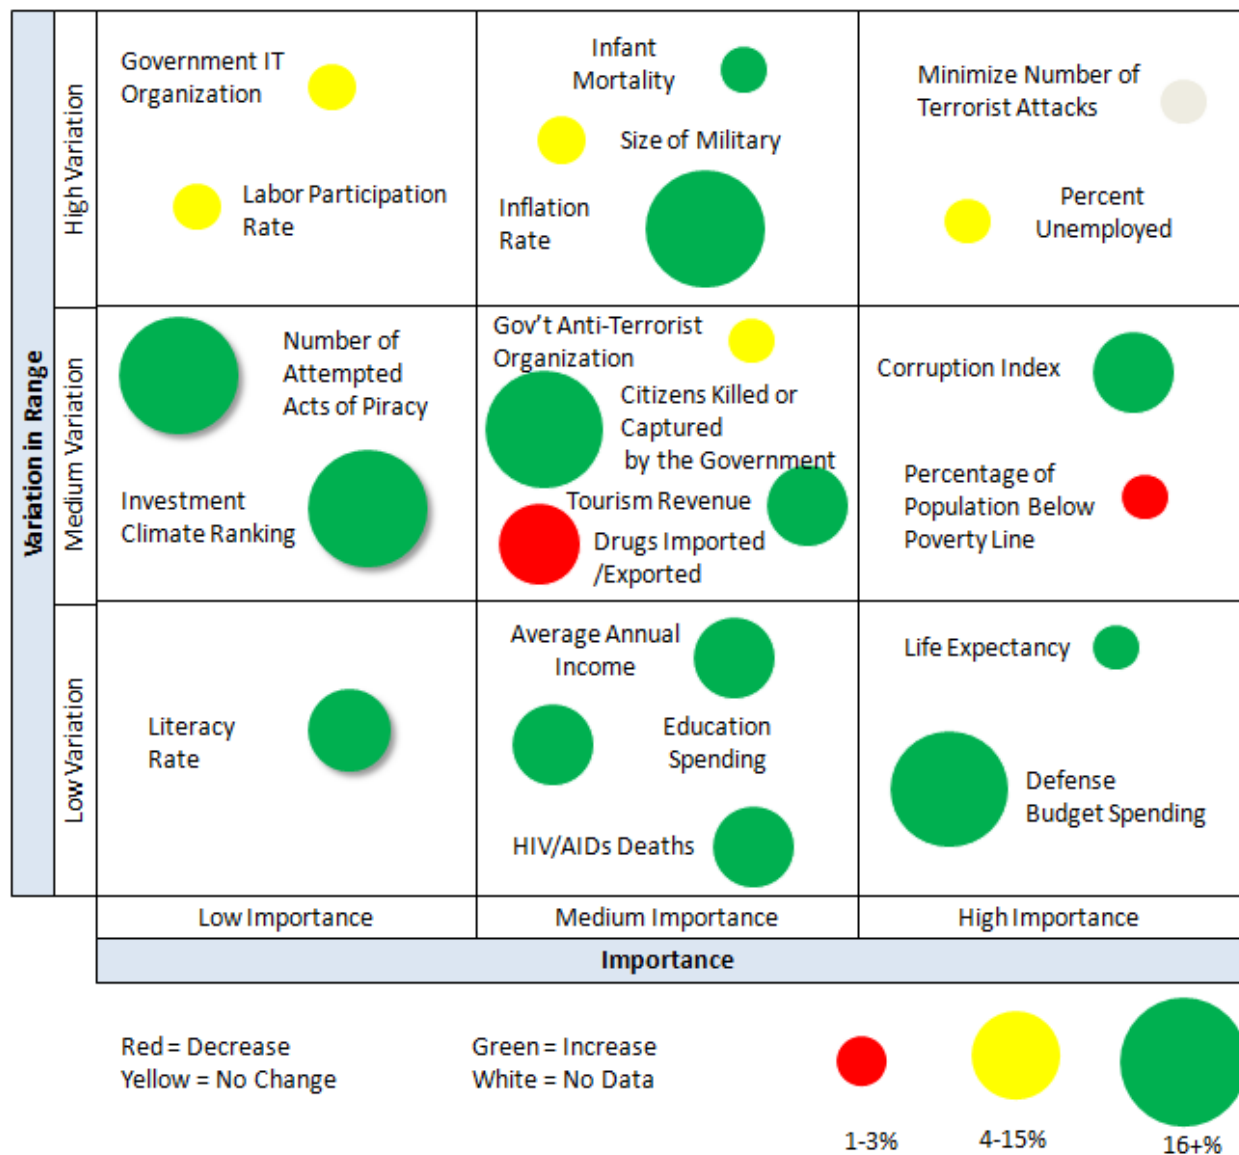 Variation in Range
High Variation
Government IT
Organization
Labor Participation
Rate
Infant
Mortality
Size of Military
Inflation
Rate
Minimize Number of
Terrorist Attacks
Percent
Unemployed
Medium Variation
Number of
Attempted
Acts of Piracy
Investment
Climate Ranking
Gov't Anti-Terrorist
Organization
Citizens Killed or
Captured
by the Government
Tourism Revenue
Drugs Imported
/Exported
Corruption Index
Percentage of
Population Below
Poverty Line
Low Variation
Literacy
Rate
Average Annual
Income
Education
Spending
HIV/AIDs Deaths
Life Expectancy
Defense
Budget Spending
Low Importance
Medium Importance
High Importance
Importance
Red = Decrease
Yellow = No Change
Green = Increase
White = No Data
1-3%
4-15%
16+%